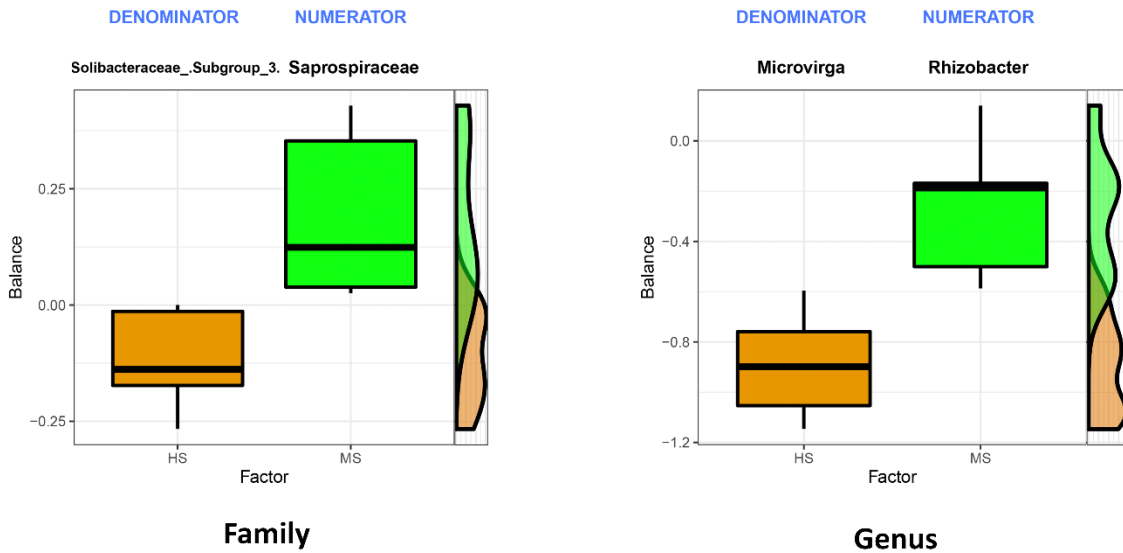 DENOMINATOR NUMERATOR
Solibacteraceae_.Subgroup_3. Saprospiraceae
0.25
0.00
−0.25
Balance
HS MS
Factor
Family
DENOMINATOR NUMERATOR
Microvirga Rhizobacter
0.0
−0.4
−0.8
−1.2
Balance
HS MS
Factor
Genus